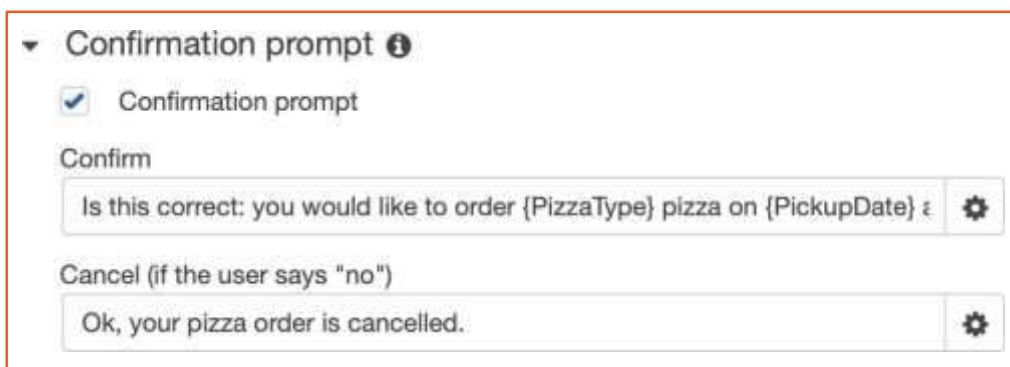 Confirmation prompt
Confirmation prompt
Confirm
Is this correct: you would like to order {PizzaType} pizza on {PickupDate}
Cancel (if the user says "no")
Ok, your pizza order is cancelled.